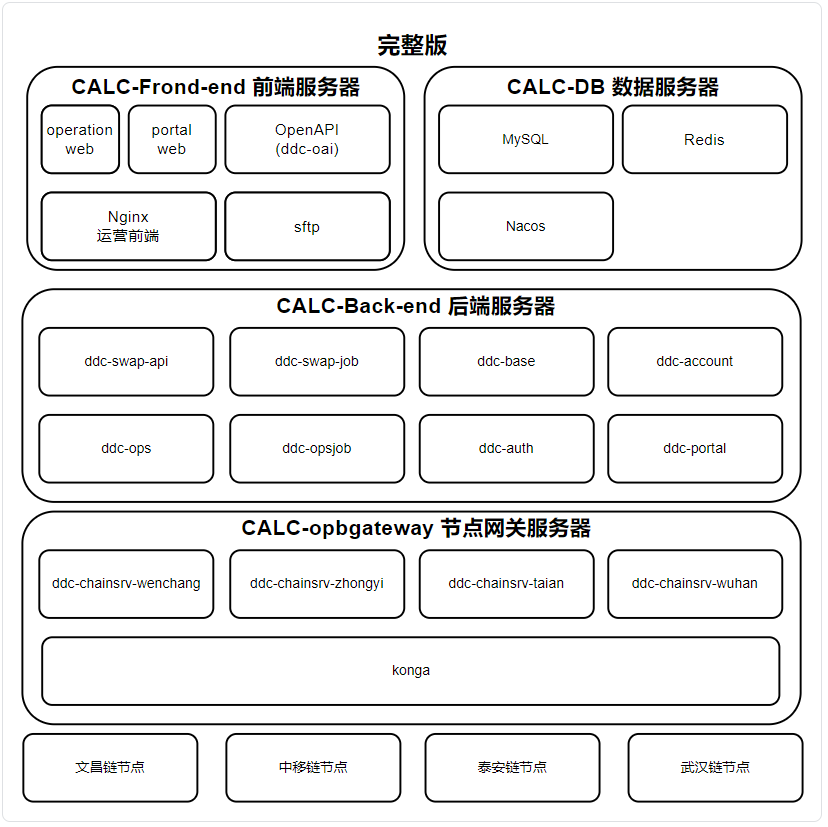 完整版
CALC-Frond-end 前端服务器
operation
web
portal
web
OpenAPI
(ddc-oai)
Nginx
运营前端
sftp
CALC-DB 数据服务器
MySQL
Redis
Nacos
CALC-Back-end 后端服务器
ddc-swap-api
ddc-swap-job
ddc-base
ddc-account
ddc-ops
ddc-opsjob
ddc-auth
ddc-portal
CALC-opbgateway 节点网关服务器
ddc-chainsrv-wenchang
ddc-chainsrv-zhongyi
ddc-chainsrv-taian
ddc-chainsrv-wuhan
konga
文昌链节点
中移链节点
泰安链节点
武汉链节点